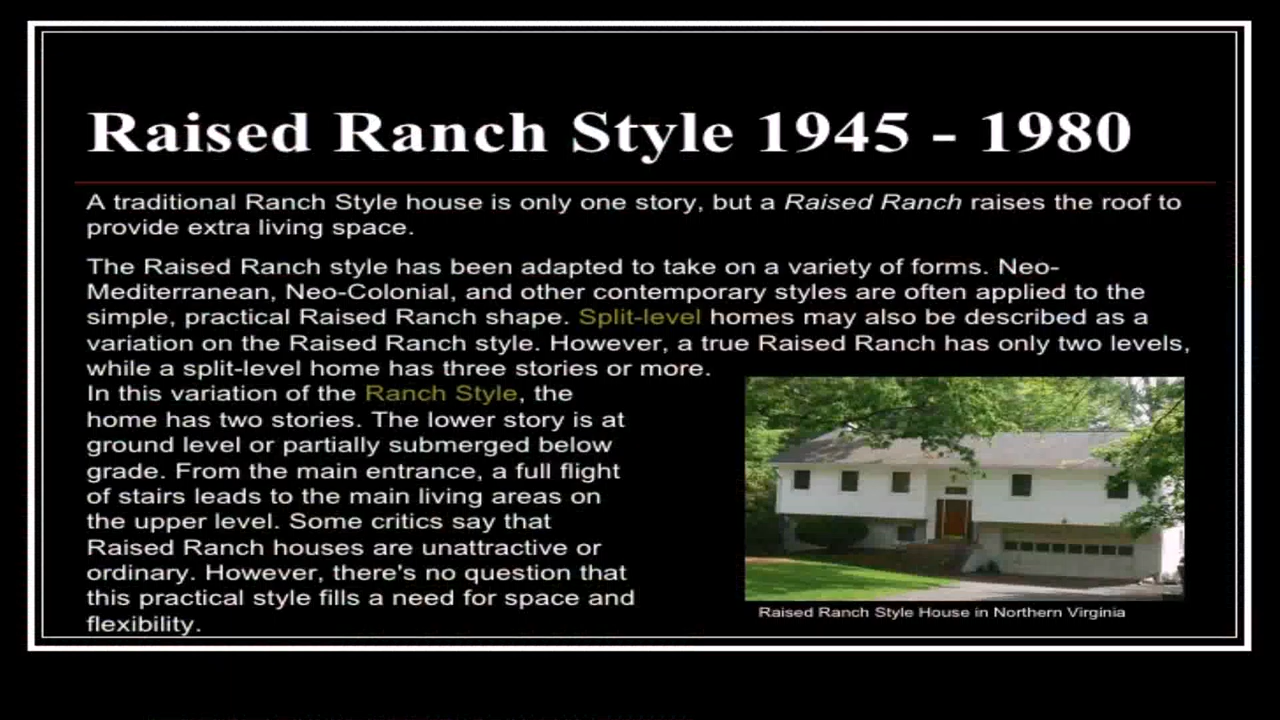 Raised Ranch Style 1945 - 1980
A traditional Ranch Style house is only one story, but a Raised Ranch raises the roof to
provide extra living space.
The Raised Ranch style has been adapted to take on a variety of forms. Neo-
Mediterranean, Neo-Colonial, and other contemporary styles are often applied to the
simple, practical Raised Ranch shape. Split-level homes may also be described as a
variation on the Raised Ranch style. However, a true Raised Ranch has only two levels,
while a split-level home has three stories or more.
In this variation of the Ranch Style, the
home has two stories. The lower story is at
ground level or partially submerged below
grade. From the main entrance, a full flight
of stairs leads to the main living areas on
the upper level. Some critics say that
Raised Ranch houses are unattractive or
ordinary. However, there's no question that
this practical style fills a need for space and
flexibility.
Raised Ranch Style House in Northern Virginia